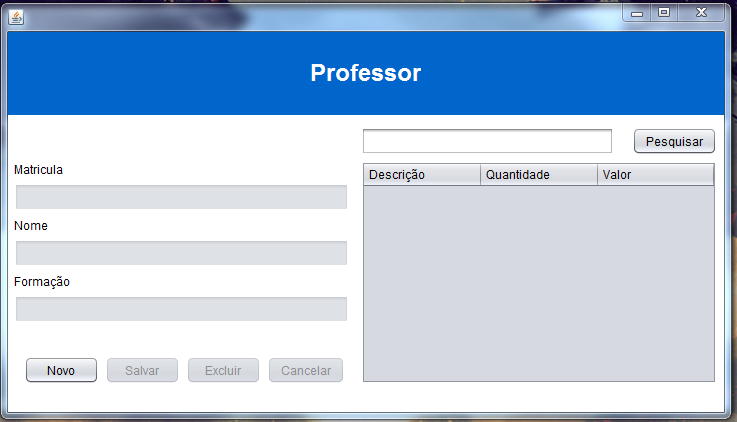 Professor
Pesquisar
Matricula
Descrição Quantidade Valor
Nome
Formação
Novo Salvar Excluir Cancelar